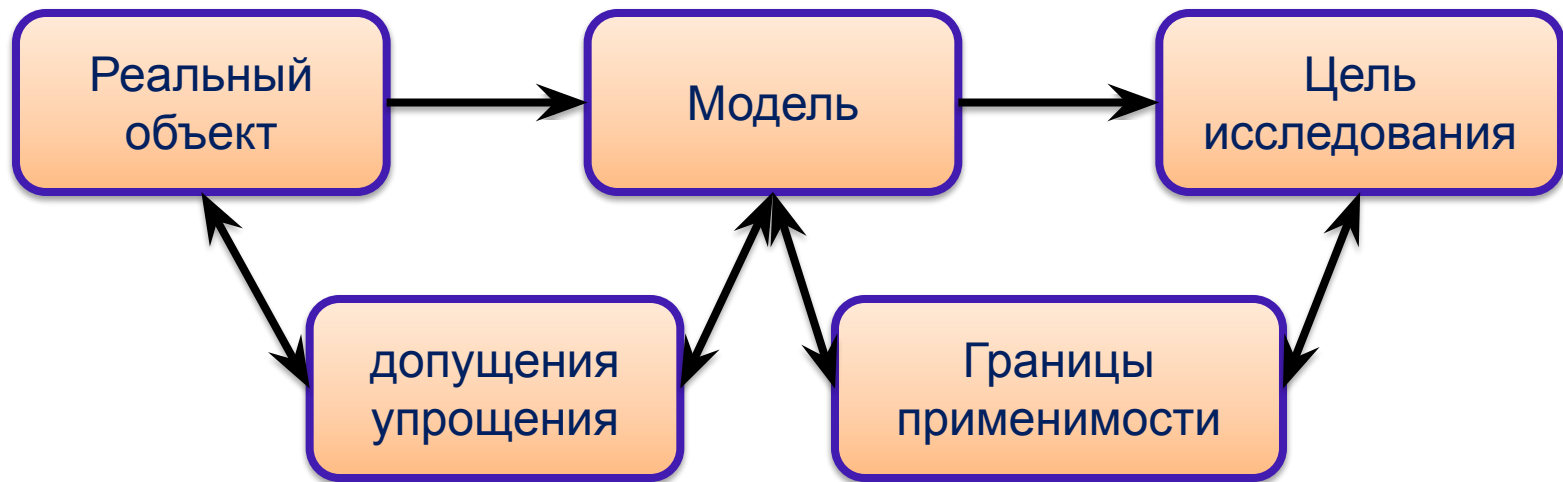 Реальный
объект
Модель
Цель
исследования
допущения
упрощения
Границы
применимости